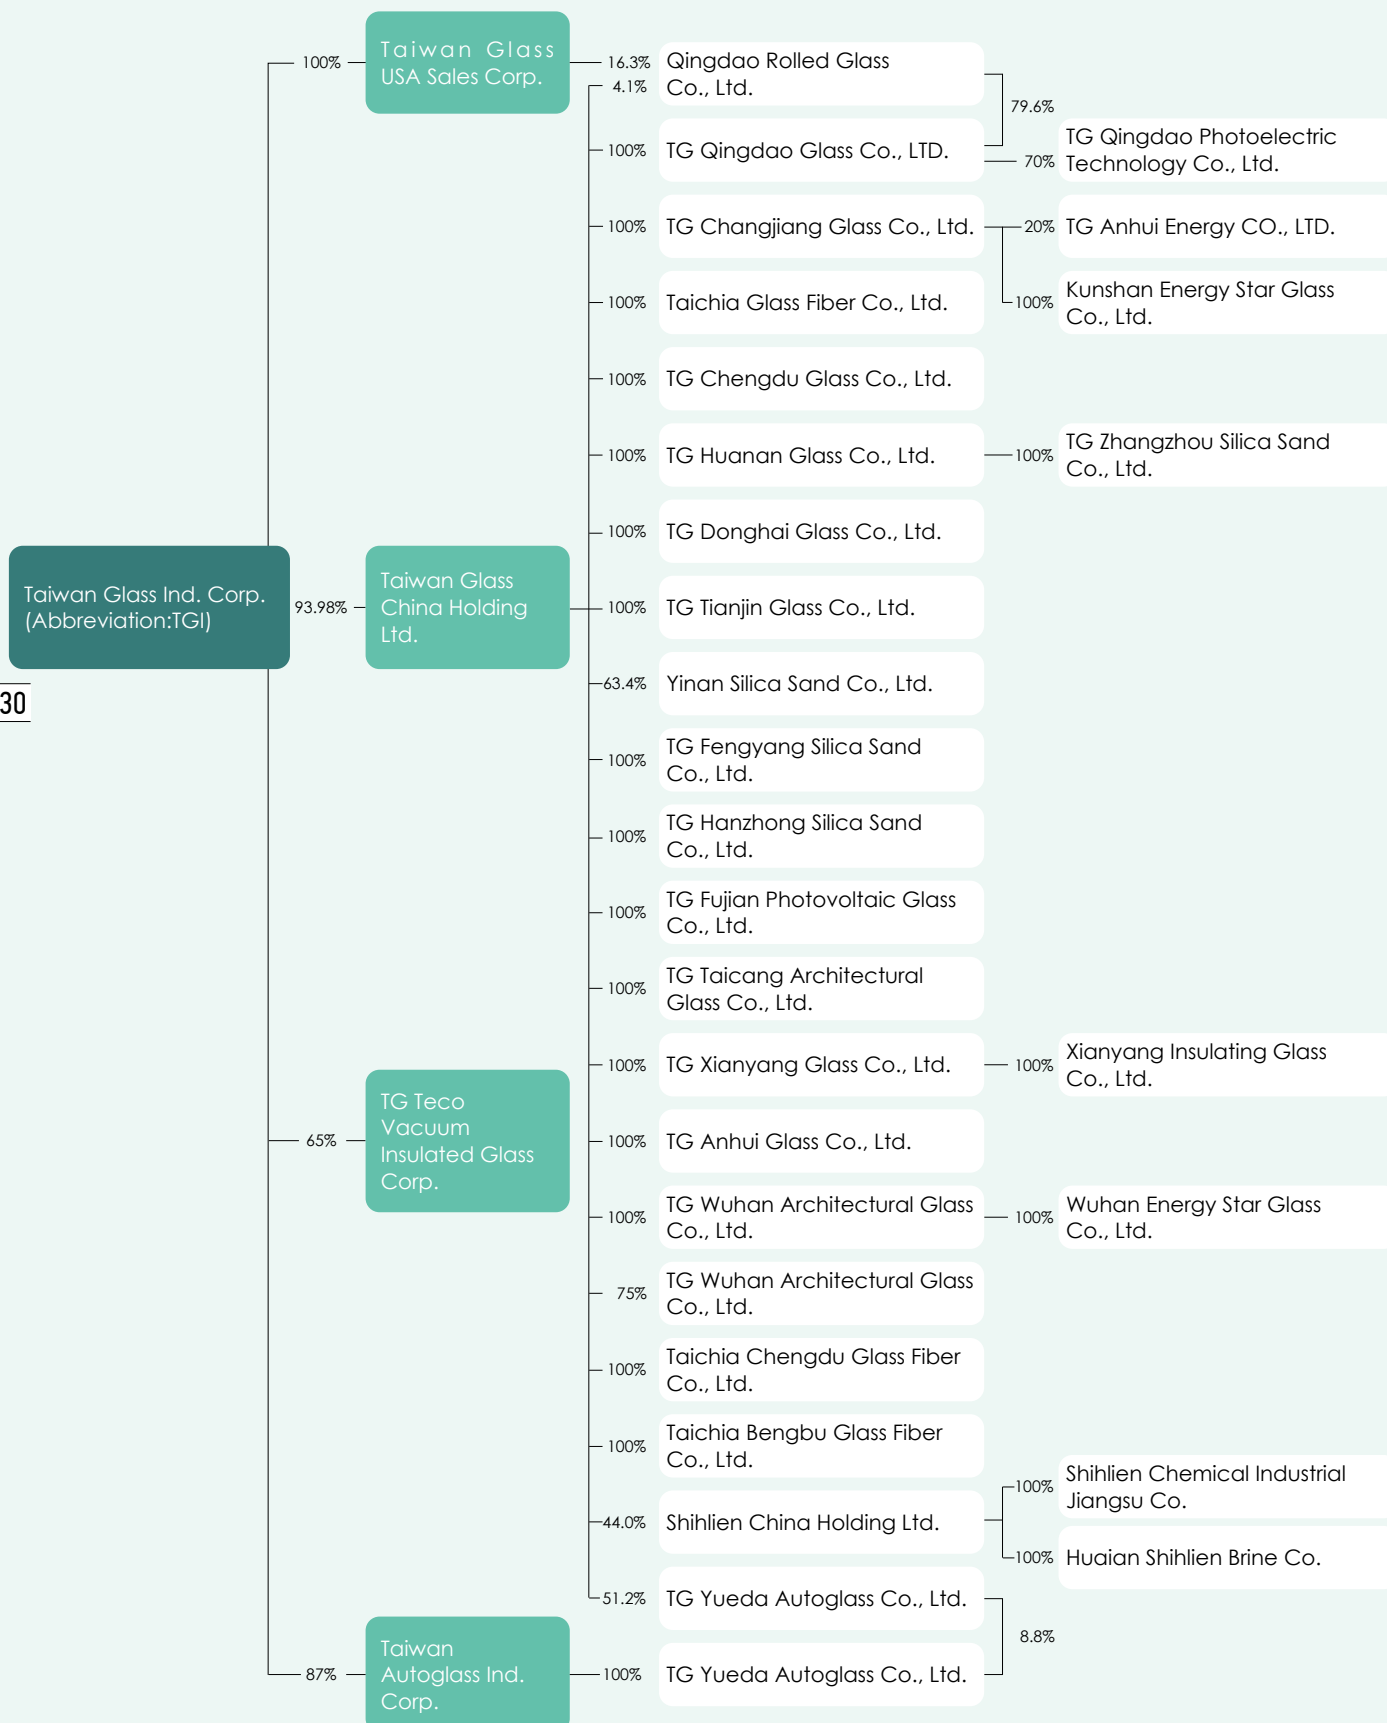 100%
Taiwan Glass
USA Sales Corp.
16.3%
4.1%
Qingdao Rolled Glass
Co., Ltd.
79.6%
100%
TG Qingdao Glass Co., LTD.
70%
TG Qingdao Photoelectric
Technology Co., Ltd.
100%
TG Changjiang Glass Co., Ltd.
20%
TG Anhui Energy CO., LTD.
100%
Taichia Glass Fiber Co., Ltd.
100%
Kunshan Energy Star Glass
Co., Ltd.
100%
TG Chengdu Glass Co., Ltd.
100%
TG Huanan Glass Co., Ltd.
100%
TG Zhangzhou Silica Sand
Co., Ltd.
100%
TG Donghai Glass Co., Ltd.
Taiwan Glass Ind. Corp.
(Abbreviation:TGI)
93.98%
Taiwan Glass
China Holding
Ltd.
100%
TG Tianjin Glass Co., Ltd.
30
63.4%
Yinan Silica Sand Co., Ltd.
100%
TG Fengyang Silica Sand
Co., Ltd.
100%
TG Hanzhong Silica Sand
Co., Ltd.
100%
TG Fujian Photovoltaic Glass
Co., Ltd.
100%
TG Taicang Architectural
Glass Co., Ltd.
100%
TG Xianyang Glass Co., Ltd.
100%
Xianyang Insulating Glass
Co., Ltd.
65%
TG Teco
Vacuum
Insulated Glass
Corp.
100%
TG Anhui Glass Co., Ltd.
100%
TG Wuhan Architectural Glass
Co., Ltd.
100%
Wuhan Energy Star Glass
Co., Ltd.
75%
TG Wuhan Architectural Glass
Co., Ltd.
100%
Taichia Chengdu Glass Fiber
Co., Ltd.
100%
Taichia Bengbu Glass Fiber
Co., Ltd.
44.0%
Shihlien China Holding Ltd.
100%
Shihlien Chemical Industrial
Jiangsu Co.
100%
Huaian Shihlien Brine Co.
51.2%
TG Yueda Autoglass Co., Ltd.
8.8%
87%
Taiwan
Autoglass Ind.
Corp.
100%
TG Yueda Autoglass Co., Ltd.